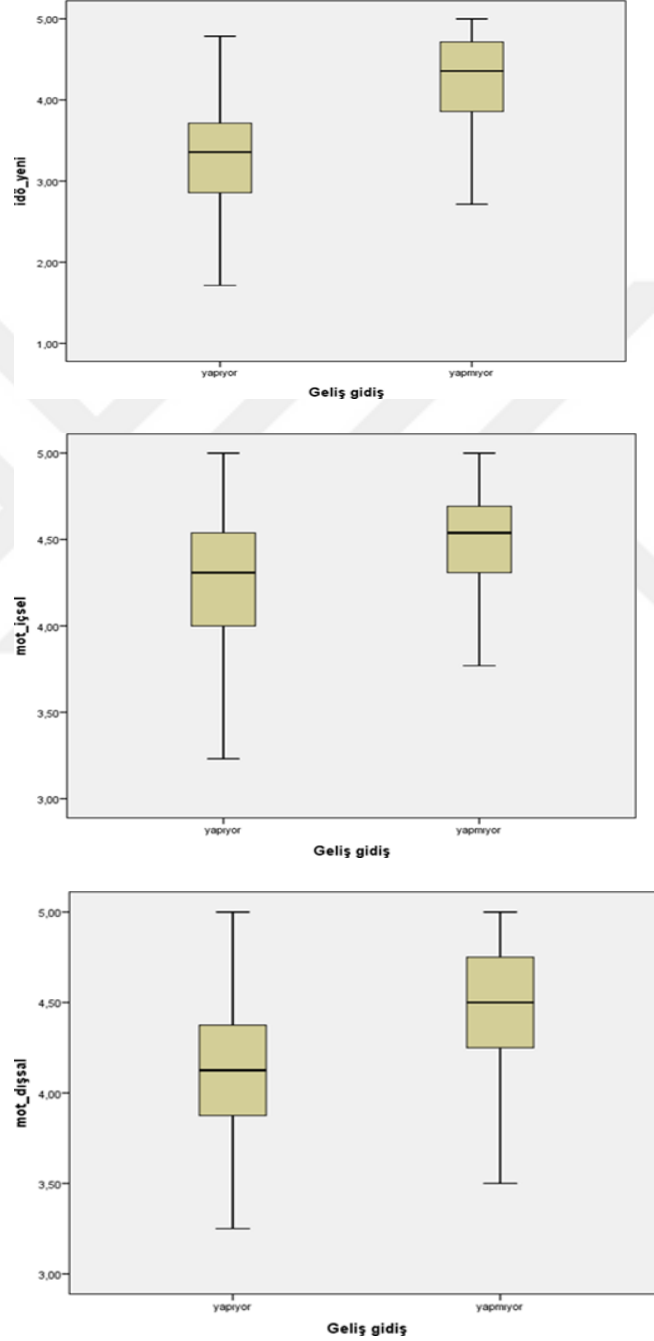 5,00
4,00
idö_yeni
3,00
2,00
1,00
yapıyor yapmıyor
Geliş gidiş
5,00
4,50
mot_içsel
4,00
3,50
3,00
yapıyor yapmıyor
Geliş gidiş
5,00
4,50
mot_dışsal
4,00
3,50
3,00
yapıyor yapmıyor
Geliş gidiş